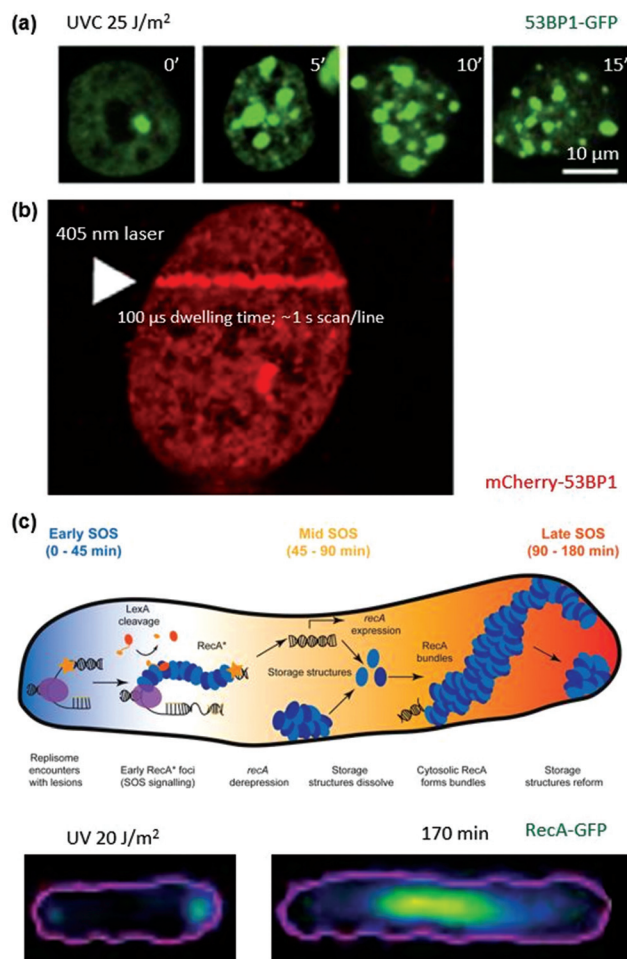 (a) UVC 25 J/m² 53BP1-GFP
0’ 5’ 10’ 15’
10 µm
(b)
405 nm laser
100 µs dwelling time; ~1 s scan/line
mCherry-53BP1
(c)
Early SOS
(0 - 45 min)
Mid SOS
(45 - 90 min)
Late SOS
(90 - 180 min)
LexA
cleavage
RecA*
recA
expression
Storage structures
RecA
bundles
Replisome
encounters
with lesions
Early RecA* foci
(SOS signalling)
recA
derepression
Storage
structures dissolve
Cytosolic RecA
forms bundles
Storage
structures reform
UV 20 J/m² 170 min RecA-GFP